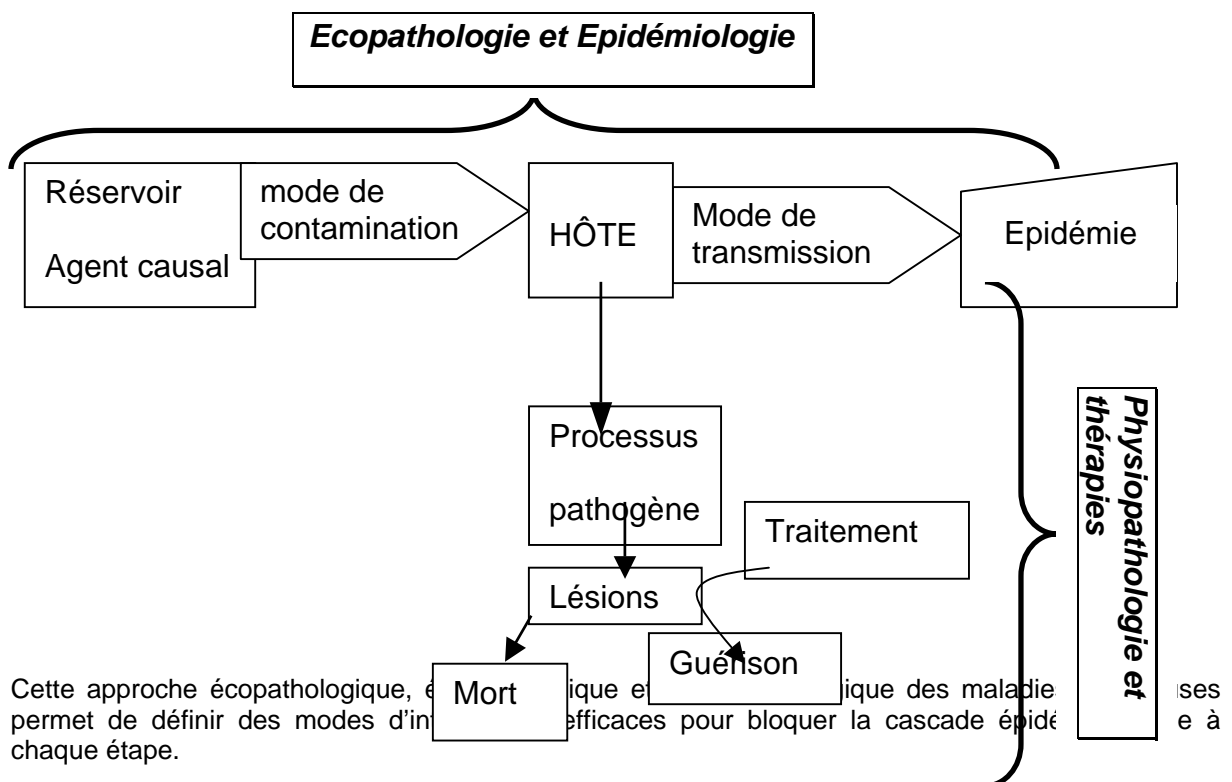 Ecopathologie et Epidémiologie
Réservoir
Agent causal
mode de
contamination
HÔTE
Mode de
transmission
Epidémie
Processus
pathogène
Traitement
Lésions
Guérison
Mort
Physiopathologie et
thérapies
Cette approche écopathologique, et des
permet de définir des modes efficaces pour bloquer la cascade à
chaque étape.